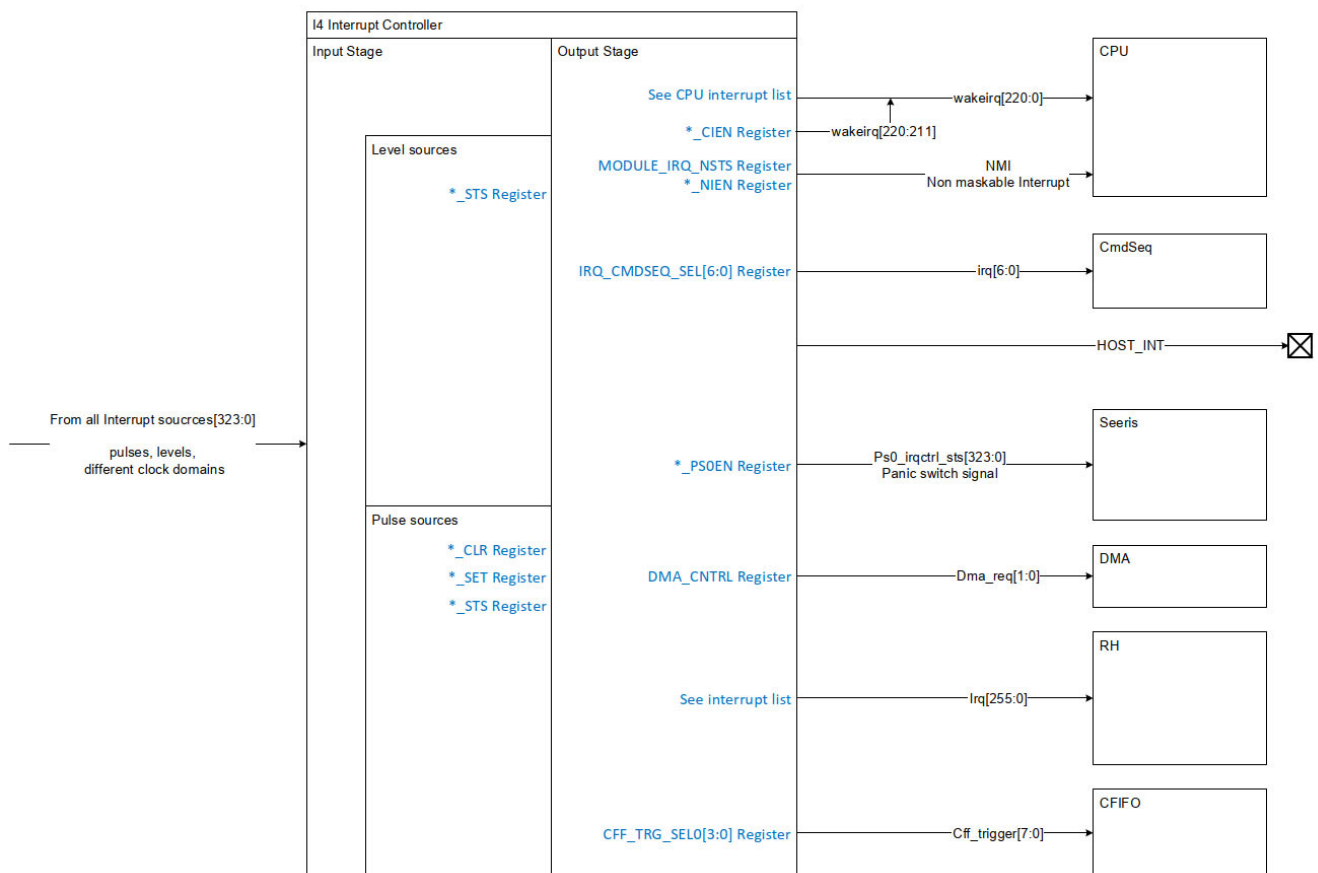 I4 Interrupt Controller
Input Stage
Output Stage
CPU
See CPU interrupt list
wakeirq[220:0]
*_CIEN Register
wakeirq[220:211]
Level sources
MODULE_IRQ_NSTS Register
NMI
*_NIEN Register
Non maskable Interrupt
*_STS Register
CmdSeq
IRQ_CMDSEQ_SEL[6:0] Register
irq[6:0]
HOST_INT
From all Interrupt soucrces[323:0]
pulses, levels,
different clock domains
Seeris
*_PS0EN Register
Ps0_irqctrl_sts[323:0]
Panic switch signal
Pulse sources
*_CLR Register
*_SET Register
*_STS Register
DMA
DMA_CNTRL Register
Dma_req[1:0]
RH
See interrupt list
Irq[255:0]
CFIFO
CFF_TRG_SEL0[3:0] Register
Cff_trigger[7:0]